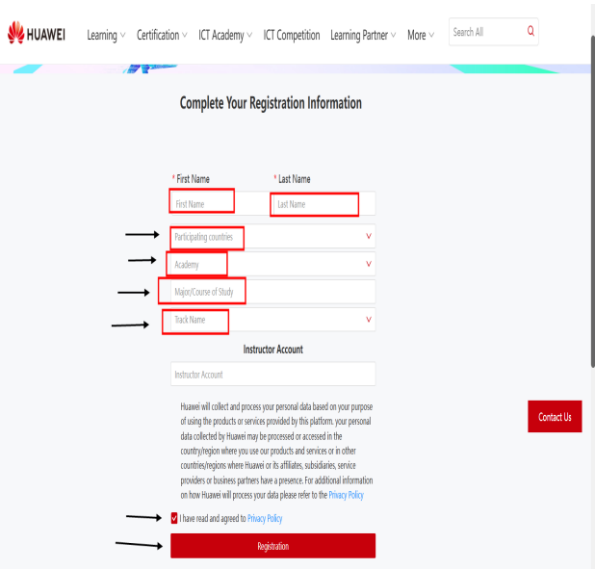 HUAWEI Learning Certification ICT Academy ICT Competition Learning Partner More Search All
Complete Your Registration Information
* First Name * Last Name
First Name Last Name
Participating countries
Academy
Major/Course of Study
Track Name
Instructor Account
Instructor Account
Huawei will collect and process your personal data based on your purpose
of using the products or services provided by this platform. your personal
data collected by Huawei may be processed or accessed in the
country/region where you use our products and services or in other
countries/regions where Huawei or its affiliates, subsidiaries, service
providers or business partners have a presence. For additional information
on how Huawei will process your data please refer to the Privacy Policy
Contact Us
I have read and agreed to Privacy Policy
Registration